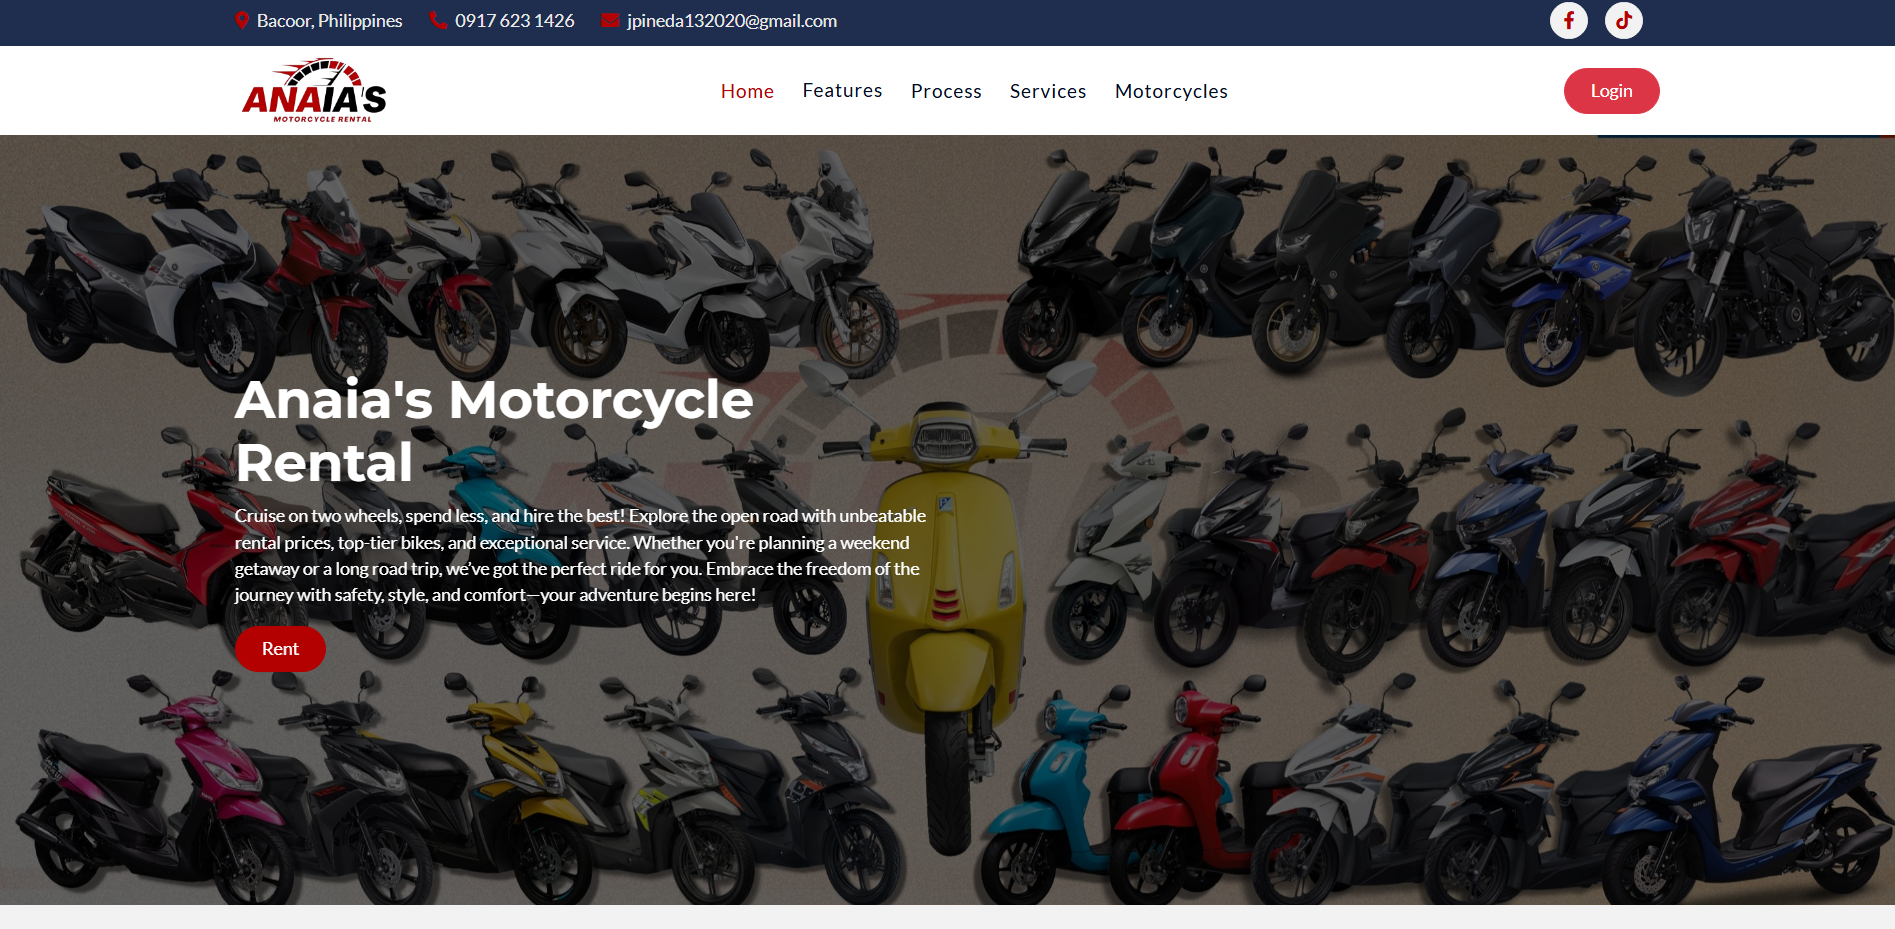 Bacoor, Philippines 0917 623 1426 jpineda132020@gmail.com
ANAIA'S
MOTORCYCLE RENTAL
Home Features Process Services Motorcycles
Login
Anaia's Motorcycle
Rental
Cruise on two wheels, spend less, and hire the best! Explore the open road with unbeatable
rental prices, top-tier bikes, and exceptional service. Whether you're planning a weekend
getaway or a long road trip, we’ve got the perfect ride for you. Embrace the freedom of the
journey with safety, style, and comfort—your adventure begins here!
Rent